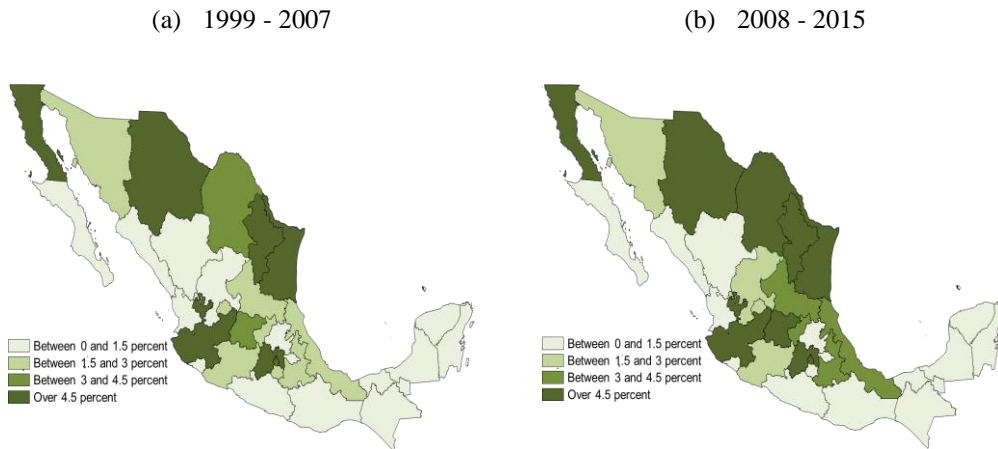 (a) 1999 - 2007
(b) 2008 - 2015
Between 0 and 1.5 percent
Between 1.5 and 3 percent
Between 3 and 4.5 percent
Over 4.5 percent
Between 0 and 1.5 percent
Between 1.5 and 3 percent
Between 3 and 4.5 percent
Over 4.5 percent